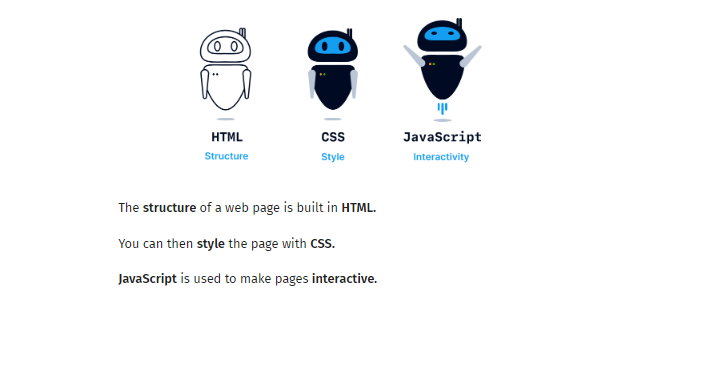 HTML CSS JavaScript
Structure Style Interactivity
The structure of a web page is built in HTML.
You can then style the page with CSS.
JavaScript is used to make pages interactive.